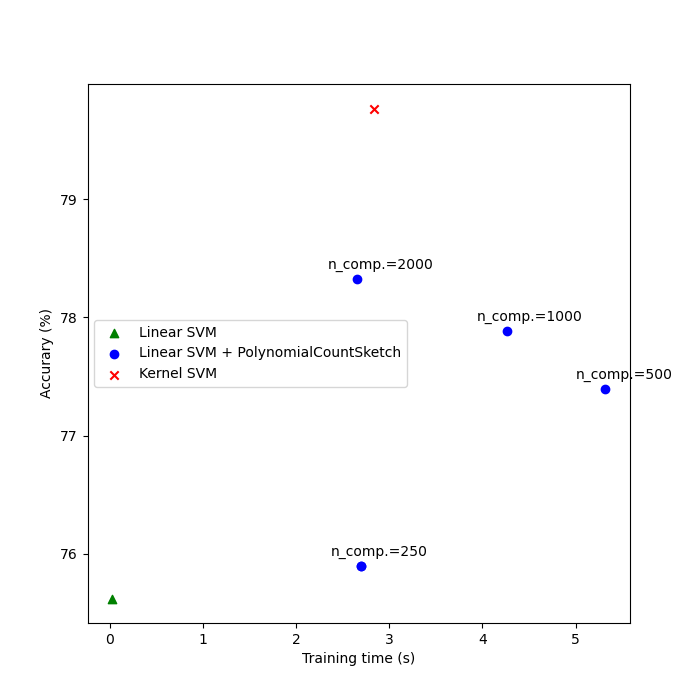 79
78
77
76
Accurary (%)
n_comp.=2000
n_comp.=1000
n_comp.=500
n_comp.=250
Linear SVM
Linear SVM + PolynomialCountSketch
Kernel SVM
0 1 2 3 4 5
Training time (s)